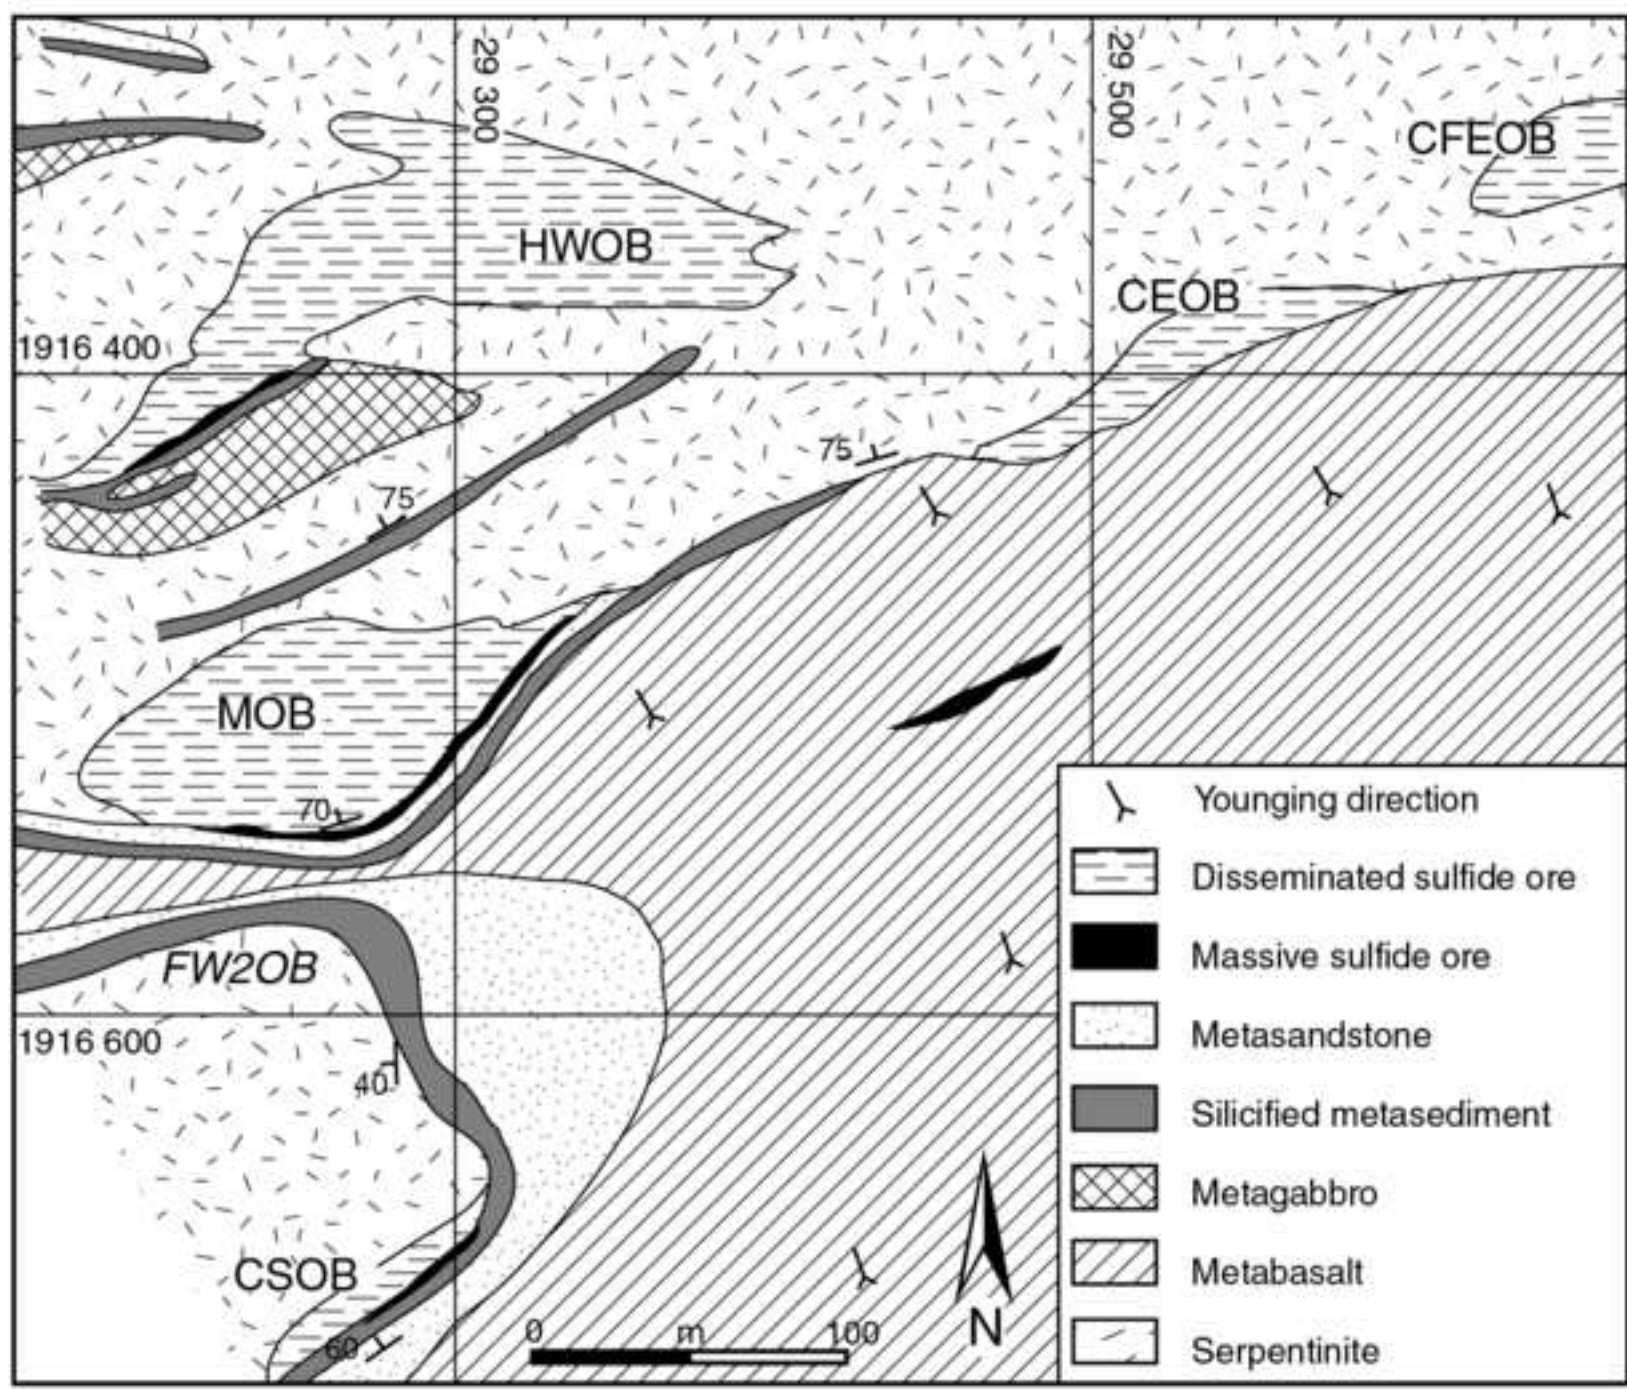 29 300
29 500
CFEOB
HWOB
CEOB
1916 400
75
75
MOB
70
FW2OB
1916 600
40
CSOB
60
0 m 100
N
Younging direction
Disseminated sulfide ore
Massive sulfide ore
Metasandstone
Silicified metasediment
Metagabbro
Metabasalt
Serpentinite